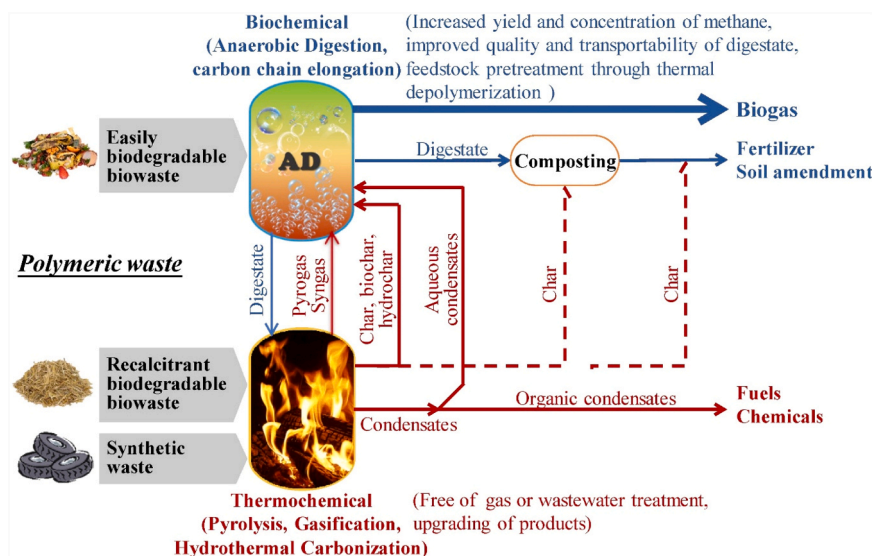 Biochemical
(Anaerobic Digestion,
carbon chain elongation)
(Increased yield and concentration of methane,
improved quality and transportability of digestate,
feedstock pretreatment through thermal
depolymerization )
Biogas
Easily
biodegradable
biowaste
AD
Digestate
Composting
Fertilizer
Soil amendment
Polymeric waste
Digestate
Pyrogas
Syngas
Char, biochar,
hydrochar
Aqueous
condensates
Char
Char
Recalcitrant
biodegradable
biowaste
Condensates
Organic condensates
Fuels
Chemicals
Synthetic
waste
Thermochemical
(Pyrolysis, Gasification,
Hydrothermal Carbonization)
(Free of gas or wastewater treatment,
upgrading of products)